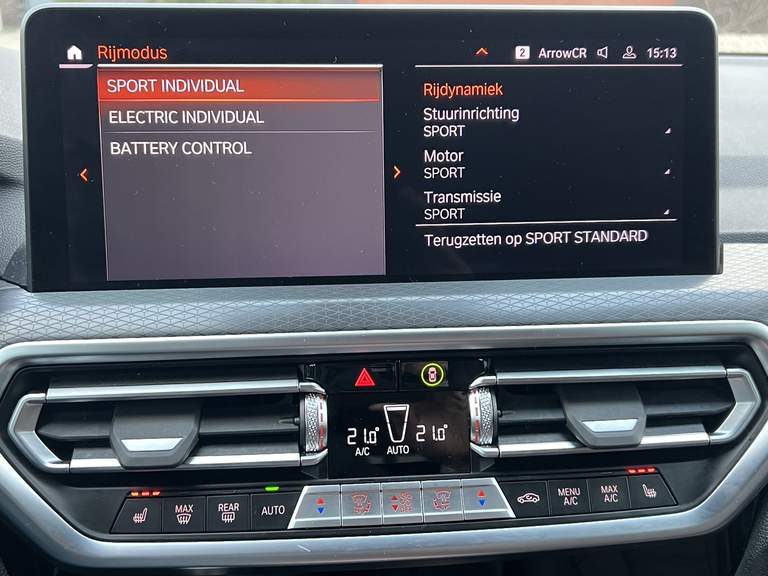 Rijmodus
2 ArrowCR 15:13
SPORT INDIVIDUAL
ELECTRIC INDIVIDUAL
BATTERY CONTROL
Rijdynamiek
Stuurinrichting
SPORT
Motor
SPORT
Transmissie
SPORT
Terugzetten op SPORT STANDARD
21.0 21.0
A/C AUTO
MAX
REAR
AUTO
MENU
A/C
MAX
A/C